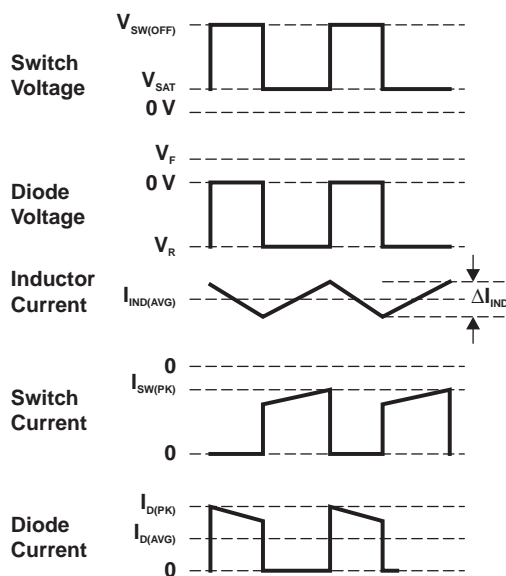 V_SW(OFF)
Switch
Voltage
V_SAT
0 V
V_F
0 V
Diode
Voltage
V_R
Inductor
Current
I_IND(AVG)
ΔI_IND
0
I_SW(PK)
Switch
Current
0
I_D(PK)
Diode
Current
I_D(AVG)
0